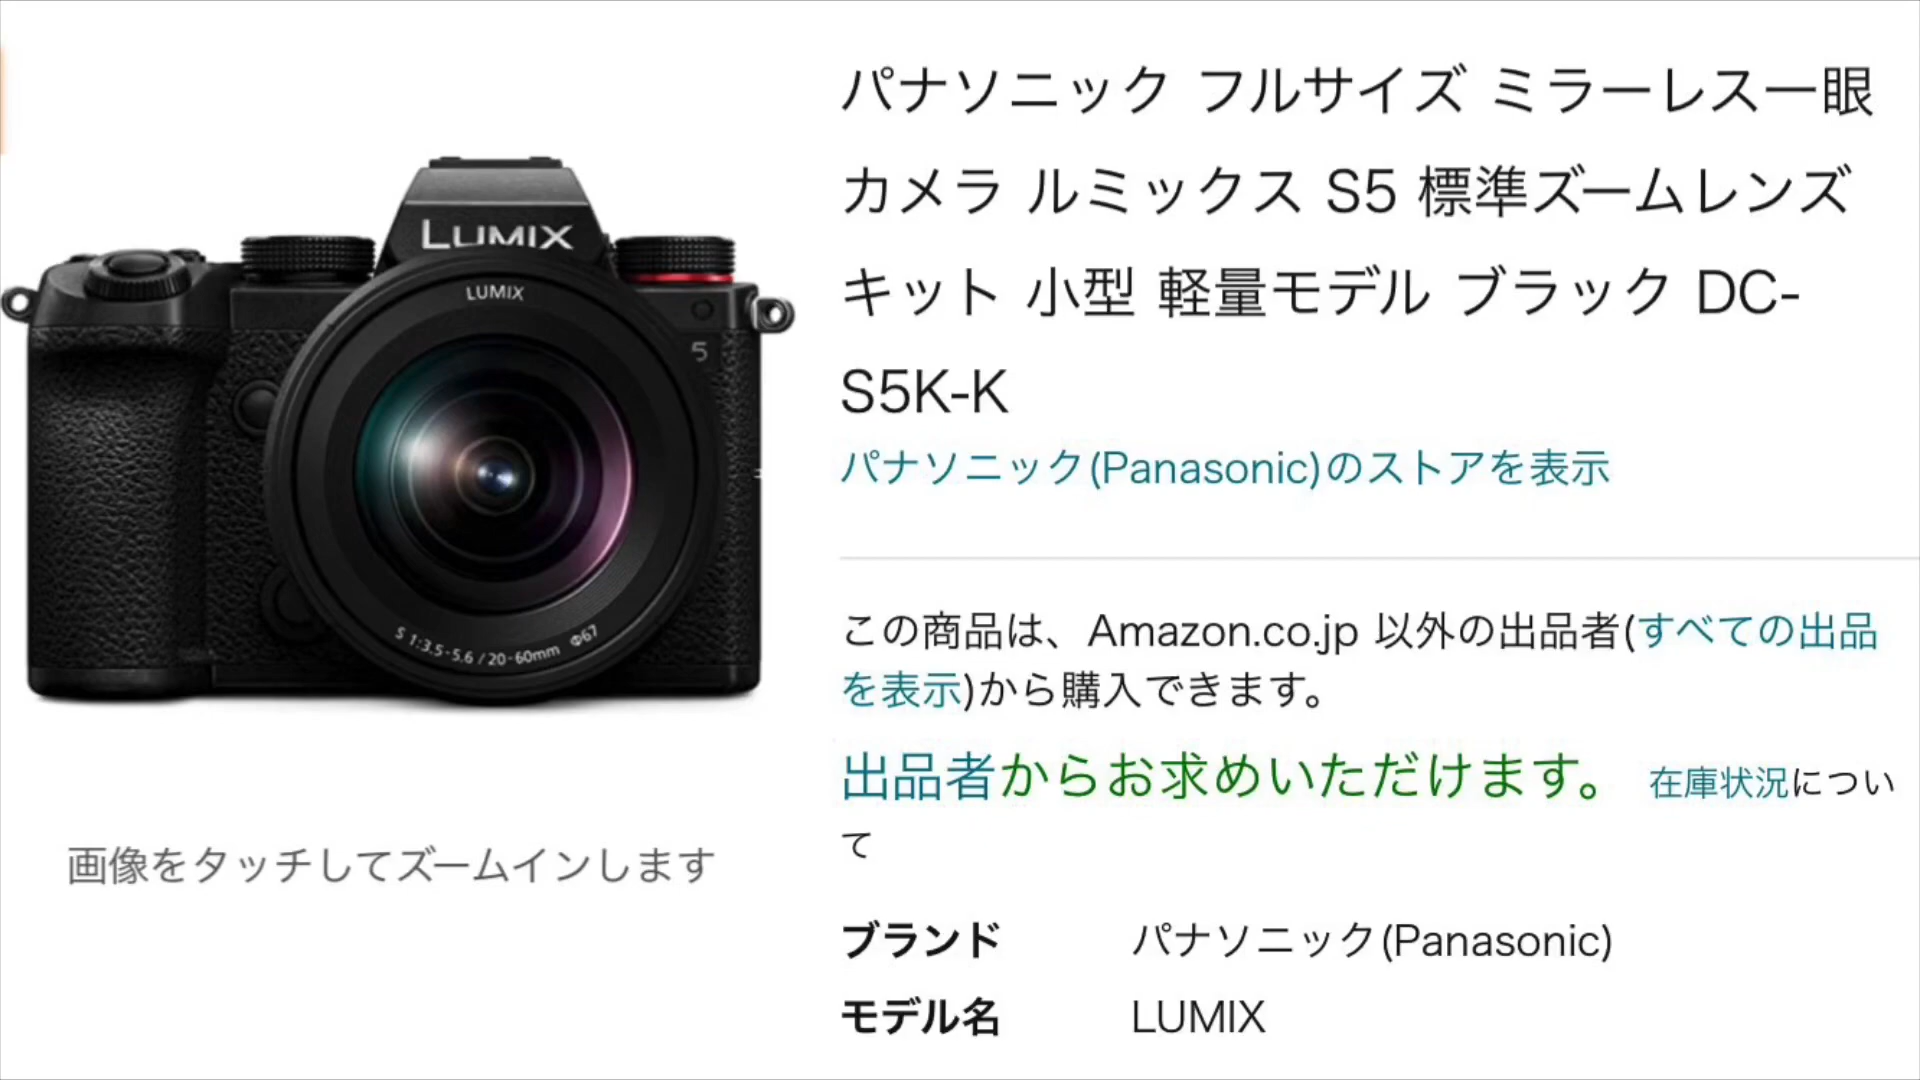 LUMIX
LUMIX
5
S 1:3.5-5.6 / 20-60mm Φ67
画像をタッチしてズームインします
パナソニック フルサイズ ミラーレス一眼
カメラ ルミックス S5 標準ズームレンズ
キット 小型 軽量モデル ブラック DC-
S5K-K
パナソニック(Panasonic)のストアを表示
この商品は、Amazon.co.jp 以外の出品者(すべての出品
を表示)から購入できます。
出品者からお求めいただけます。 在庫状況につい
て
ブランド パナソニック(Panasonic)
モデル名 LUMIX